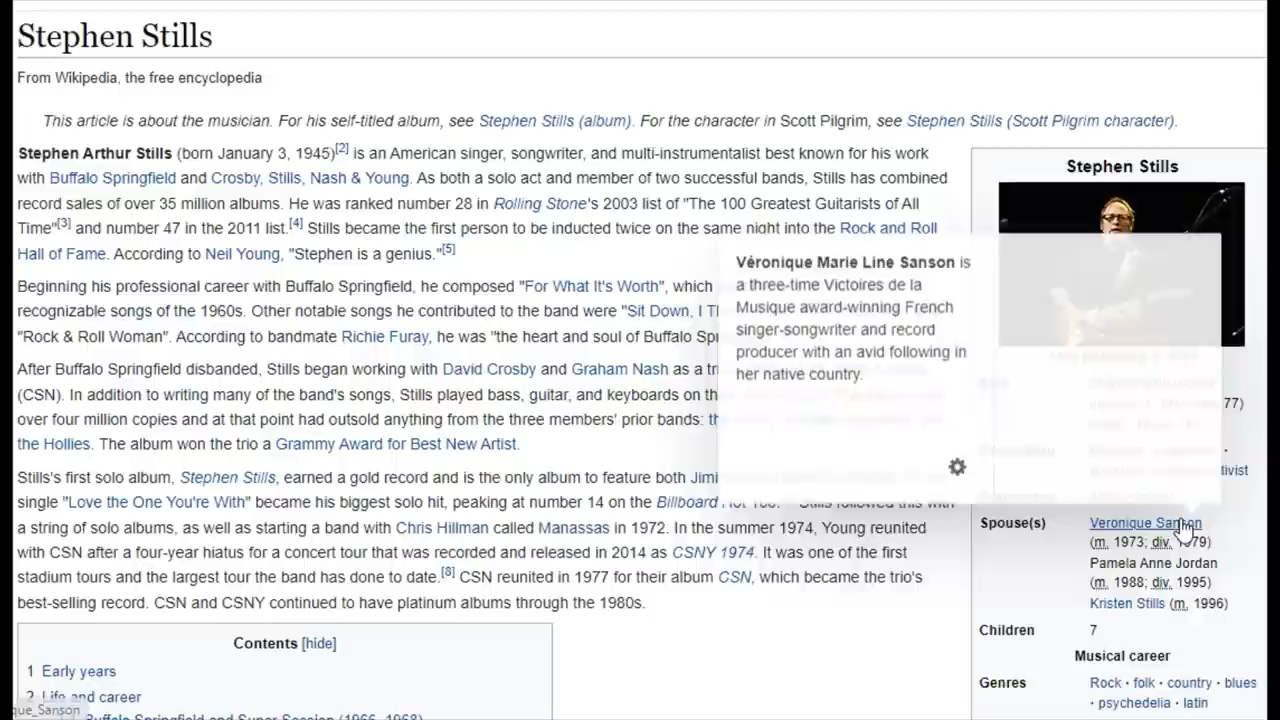 Stephen Stills
From Wikipedia, the free encyclopedia
This article is about the musician. For his self-titled album, see Stephen Stills (album). For the character in Scott Pilgrim, see Stephen Stills (Scott Pilgrim character).
Stephen Arthur Stills (born January 3, 1945)[2] is an American singer, songwriter, and multi-instrumentalist best known for his work
with Buffalo Springfield and Crosby, Stills, Nash & Young. As both a solo act and member of two successful bands, Stills has combined
record sales of over 35 million albums. He was ranked number 28 in Rolling Stone's 2003 list of "The 100 Greatest Guitarists of All
Time"[3] and number 47 in the 2011 list.[4] Stills became the first person to be inducted twice on the same night into the Rock and Roll
Hall of Fame. According to Neil Young, "Stephen is a genius."[5]
Beginning his professional career with Buffalo Springfield, he composed "For What It's Worth", which
recognizable songs of the 1960s. Other notable songs he contributed to the band were "Sit Down, I
"Rock & Roll Woman". According to bandmate Richie Furay, he was "the heart and soul of Buffalo
After Buffalo Springfield disbanded, Stills began working with David Crosby and Graham Nash as a
(CSN). In addition to writing many of the band's songs, Stills played bass, guitar, and keyboards on
over four million copies and at that point had outsold anything from the three members' prior bands:
the Hollies. The album won the trio a Grammy Award for Best New Artist.
Stills's first solo album, Stephen Stills, earned a gold record and is the only album to feature both Jimi
single "Love the One You're With" became his biggest solo hit, peaking at number 14 on the Billboard
a string of solo albums, as well as starting a band with Chris Hillman called Manassas in 1972. In the summer 1974, Young reunited
with CSN after a four-year hiatus for a concert tour that was recorded and released in 2014 as CSNY 1974. It was one of the first
stadium tours and the largest tour the band has done to date.[8] CSN reunited in 1977 for their album CSN, which became the trio's
best-selling record. CSN and CSNY continued to have platinum albums through the 1980s.
Contents [hide]
1 Early years
2 Life and career
Buffalo Springfield and Super Session (1966–1968)
que_Sanson
Véronique Marie Line Sanson is
a three-time Victoires de la
Musique award-winning French
singer-songwriter and record
producer with an avid following in
her native country.
Stephen Stills
77)
tivist
Spouse(s) Veronique Sanson
(m. 1973; div. 1979)
Pamela Anne Jordan
(m. 1988; div. 1995)
Kristen Stills (m. 1996)
Children 7
Musical career
Genres Rock · folk · country · blues
· psychedelia · latin